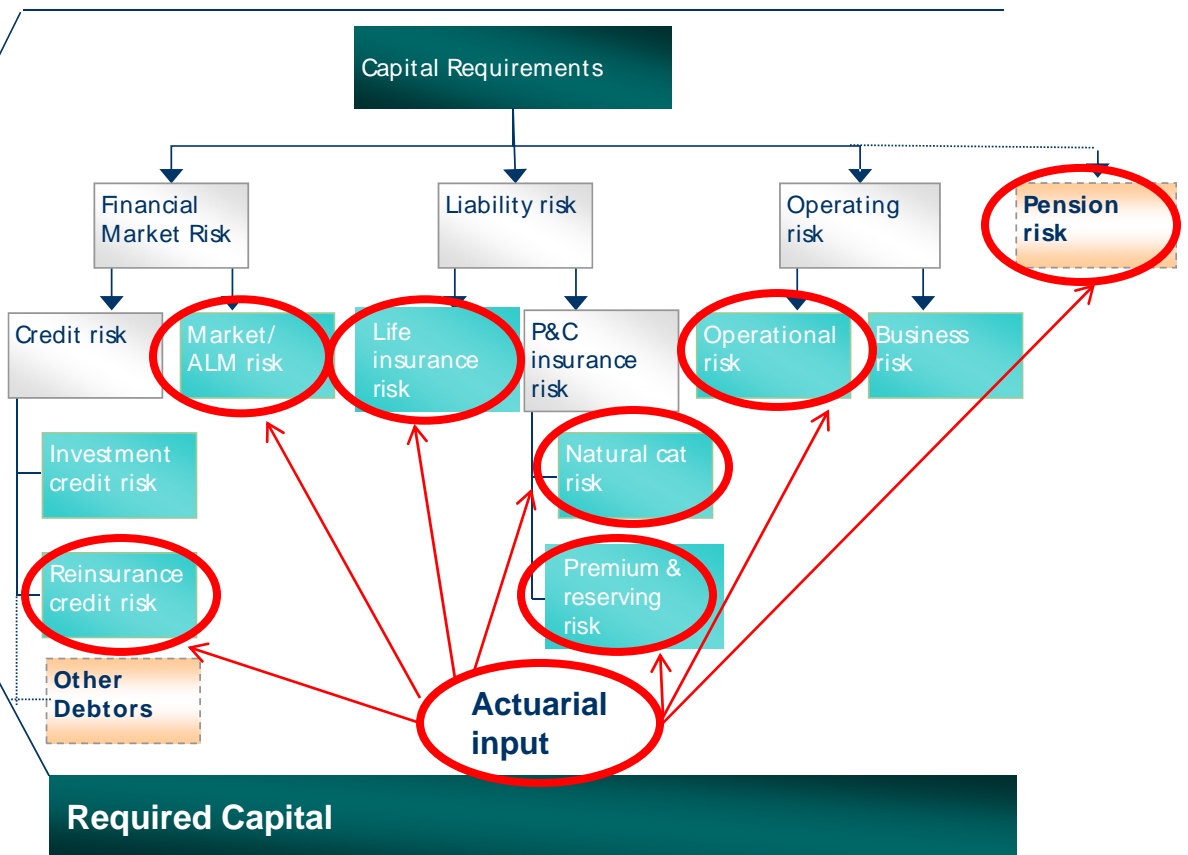 Capital Requirements
Financial
Market Risk
Liability risk
Operating
risk
Pension
risk
Credit risk
Market/
ALM risk
Life
insurance
risk
P&C
insurance
risk
Operational
risk
Business
risk
Investment
credit risk
Natural cat
risk
Reinsurance
credit risk
Premium &
reserving
risk
Other
Debtors
Actuarial
input
Required Capital